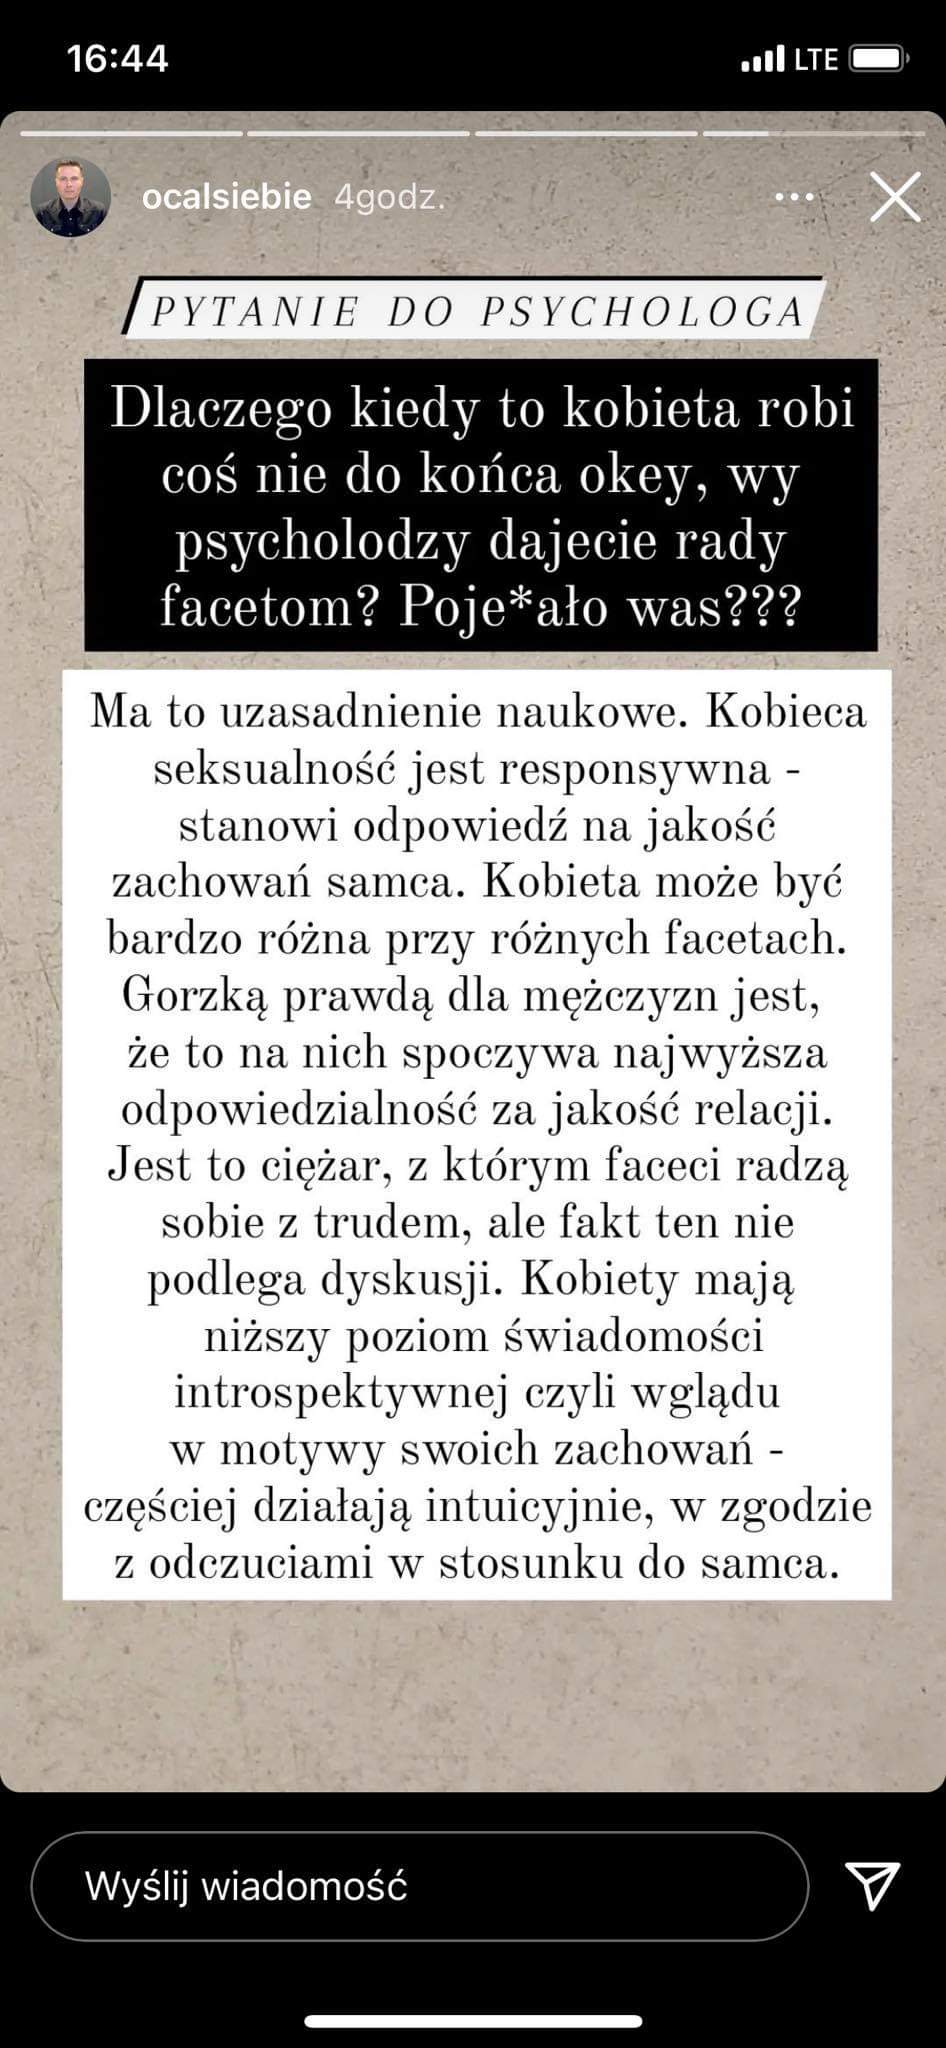 16:44
LTE
ocalsiebie 4godz.
PYTANIE DO PSYCHOLOGA
Dlaczego kiedy to kobieta robi
coś nie do końca okey, wy
psycholodzy dajecie rady
facetom? Poje*ało was???
Ma to uzasadnienie naukowe. Kobieca
seksualność jest responsywna -
stanowi odpowiedź na jakość
zachowań samca. Kobieta może być
bardzo różna przy różnych facetach.
Gorzką prawdą dla mężczyzn jest,
że to na nich spoczywa najwyższa
odpowiedzialność za jakość relacji.
Jest to ciężar, z którym faceci radzą
sobie z trudem, ale fakt ten nie
podlega dyskusji. Kobiety mają
niższy poziom świadomości
introspektywnej czyli wglądu
w motywy swoich zachowań -
częściej działają intuicyjnie, w zgodzie
z odczuciami w stosunku do samca.
Wyślij wiadomość